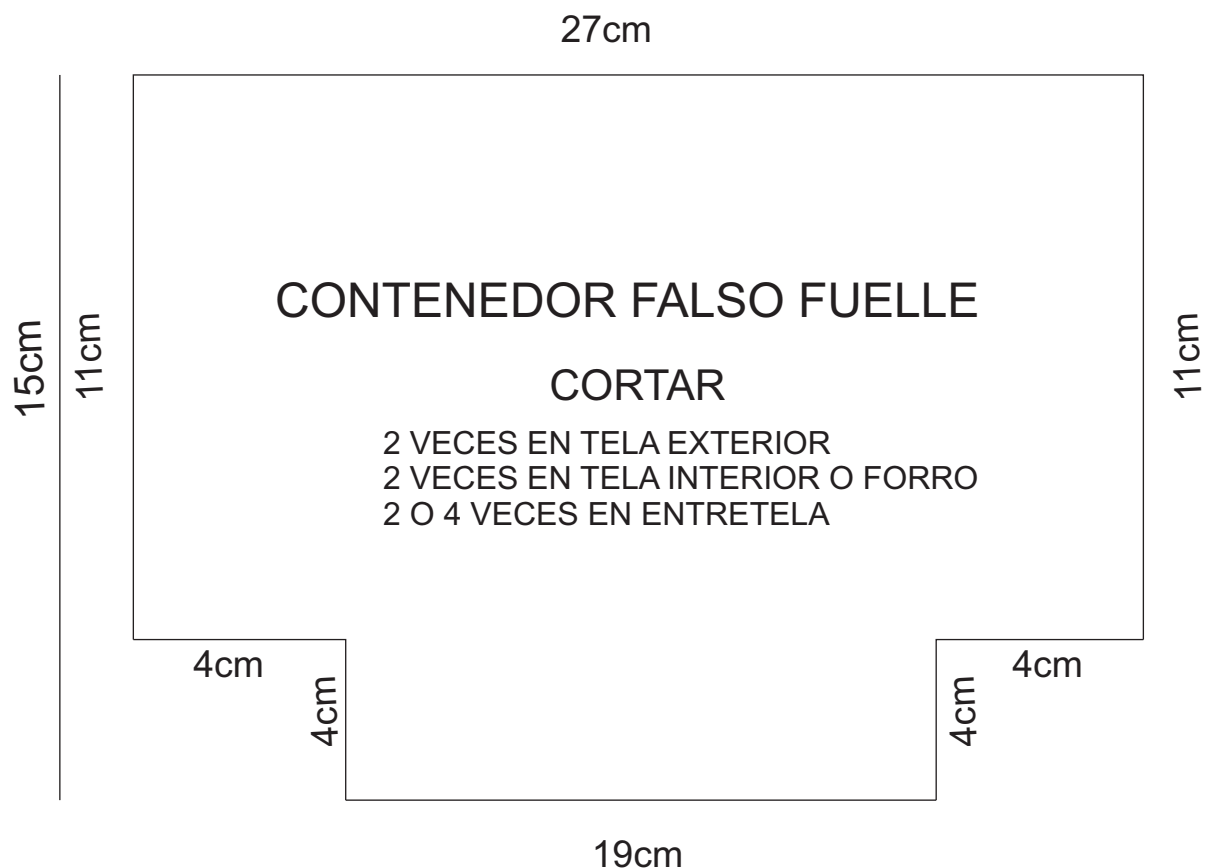 27cm
15cm
11cm
CONTENEDOR FALSO FUELLE
11cm
CORTAR
2 VECES EN TELA EXTERIOR
2 VECES EN TELA INTERIOR O FORRO
2 O 4 VECES EN ENTRETELA
4cm
4cm
4cm
4cm
19cm